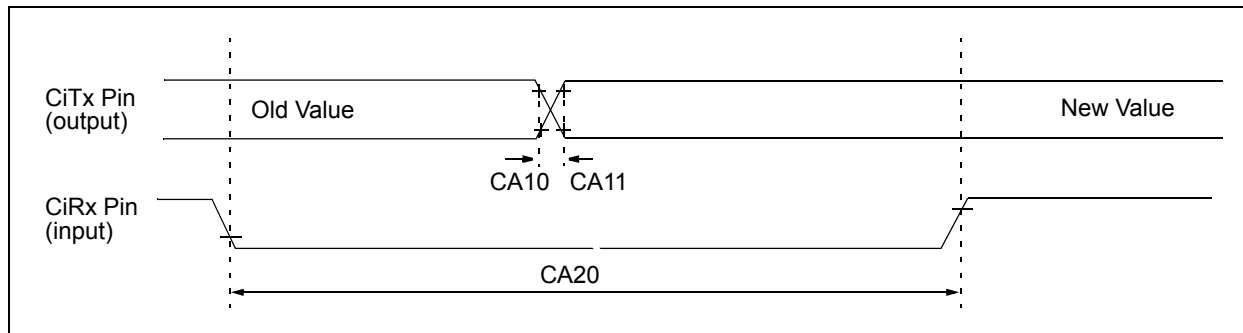 CiTx Pin
(output)
Old Value
New Value
CA10 CA11
CiRx Pin
(input)
CA20